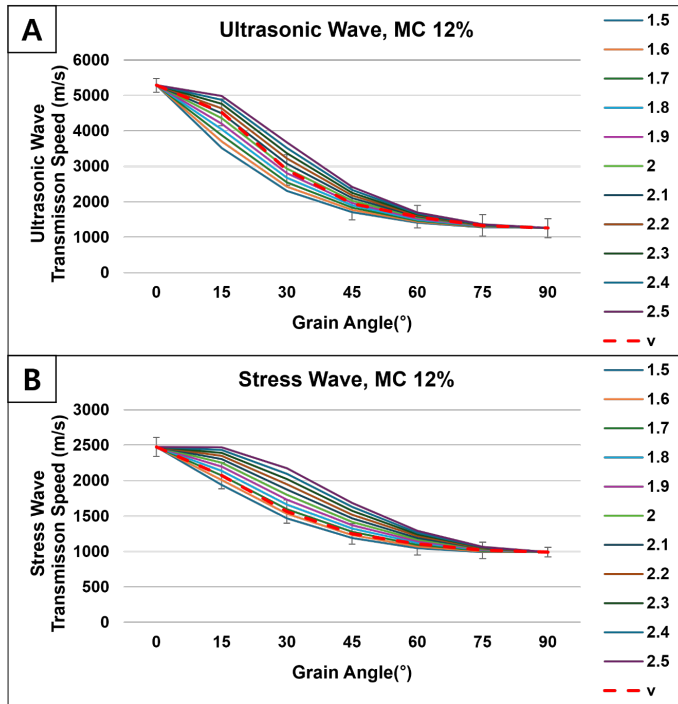 A
Ultrasonic Wave, MC 12%
Ultrasonic Wave
Transmisson Speed (m/s)
6000
5000
4000
3000
2000
1000
0
0 15 30 45 60 75 90
Grain Angle(°)
1.5
1.6
1.7
1.8
1.9
2
2.1
2.2
2.3
2.4
2.5
v
B
Stress Wave, MC 12%
Stress Wave
Transmisson Speed (m/s)
3000
2500
2000
1500
1000
500
0
0 15 30 45 60 75 90
Grain Angle(°)
1.5
1.6
1.7
1.8
1.9
2
2.1
2.2
2.3
2.4
2.5
v